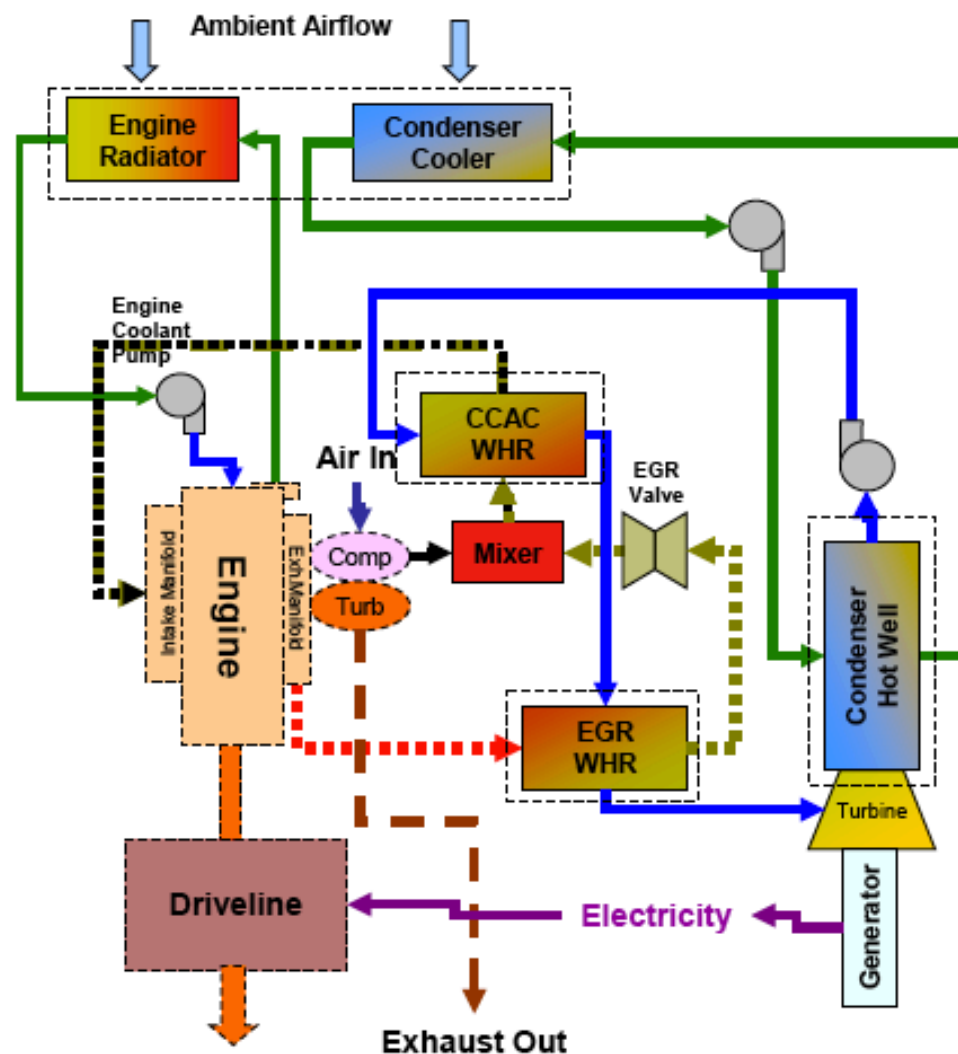 Ambient Airflow
Engine
Radiator
Condenser
Cooler
Engine
Coolant
Pump
CCAC
WHR
Air In
EGR
Valve
Comp
Mixer
Turb
Intake Manifold
Engine
Exh.Manifold
Condenser
Hot Well
EGR
WHR
Turbine
Driveline
Electricity
Generator
Exhaust Out